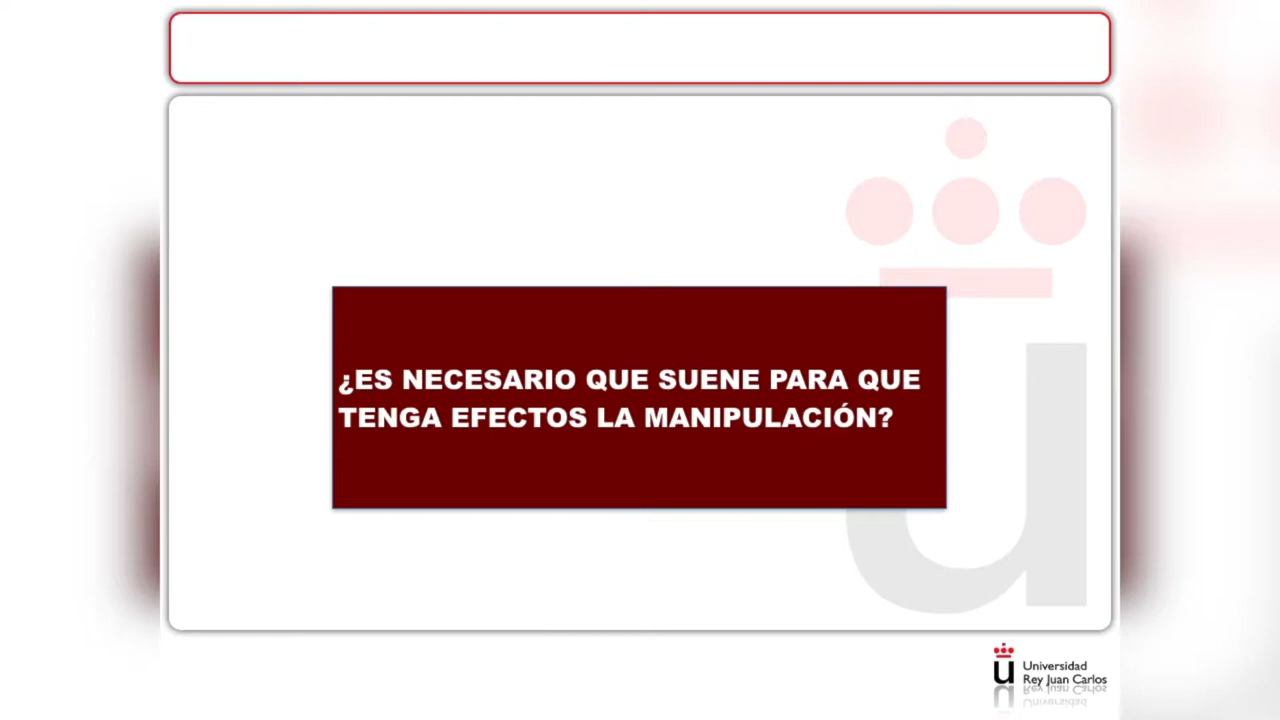 ¿ES NECESARIO QUE SUENE PARA QUE
TENGA EFECTOS LA MANIPULACIÓN?
u
Universidad
Rey Juan Carlos